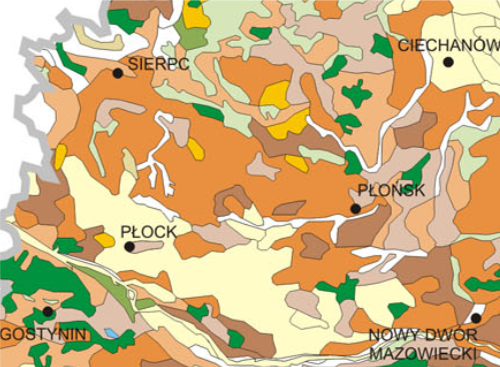 CIECHANÓW
SIERPC
PŁOŃSK
PŁOCK
GOSTYNIN
NOWY DWÓR
MAZOWIECKI